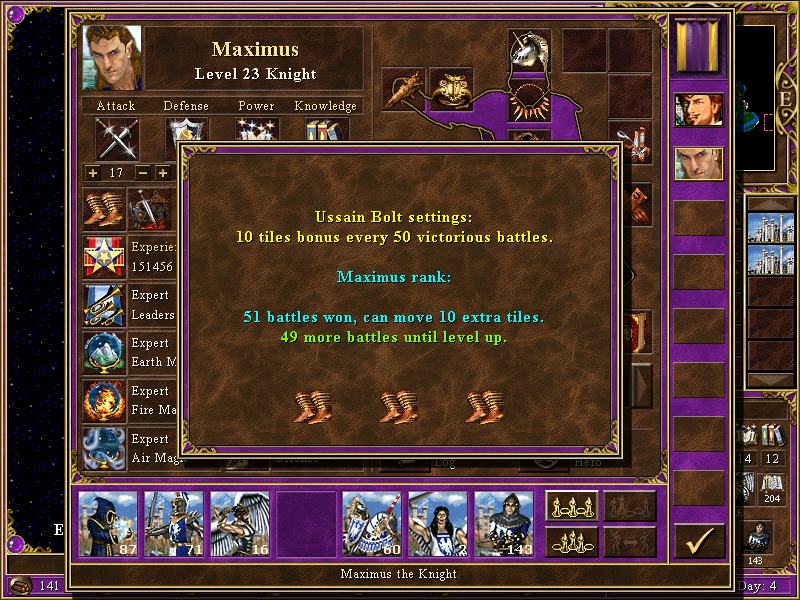 Maximus
Level 23 Knight
Attack Defense Power Knowledge
+ 17 − +
Ussain Bolt settings:
10 tiles bonus every 50 victorious battles.
Maximus rank:
51 battles won, can move 10 extra tiles.
49 more battles until level up.
Experie
151456
Expert
Leaders
Expert
Earth M
Expert
Fire Ma
Expert
Air Mag
Log
Hero
E
E
87 71 16 60 2 143
14 12
204
143
Maximus the Knight
141
Day: 4